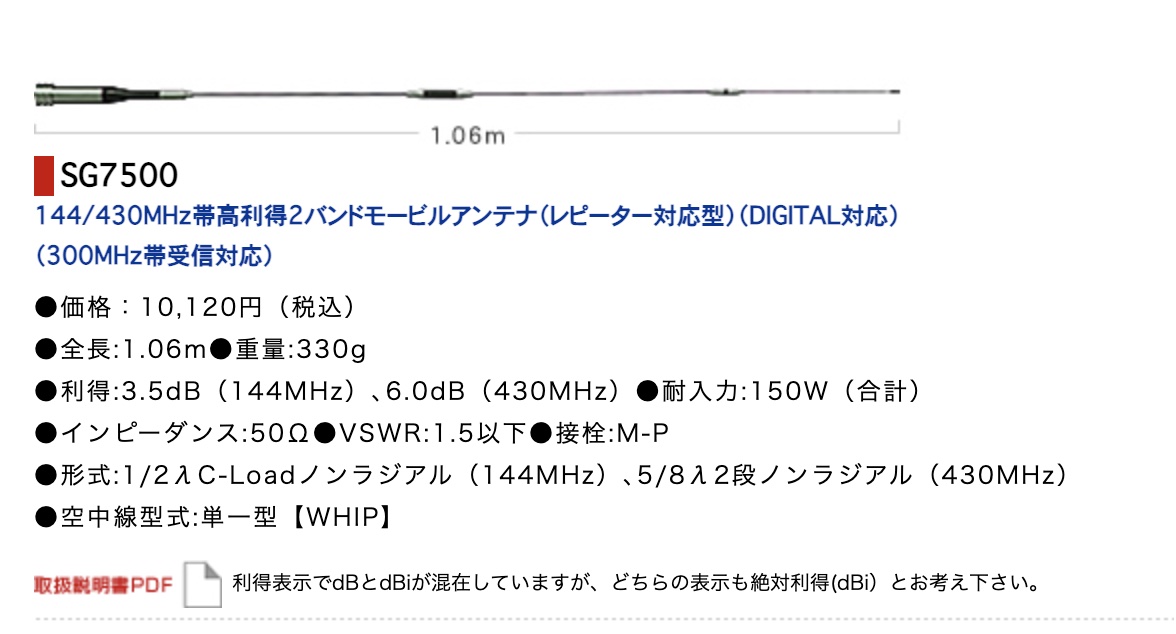 1.06m
SG7500
144/430MHz帯高利得2バンドモービルアンテナ（レピーター対応型）（DIGITAL対応）
（300MHz帯受信対応）
●価格：10,120円（税込）
●全長:1.06m●重量:330g
●利得:3.5dB（144MHz）、6.0dB（430MHz）●耐入力:150W（合計）
●インピーダンス:50Ω●VSWR:1.5以下●接栓:M-P
●形式:1/2λC-Loadノンラジアル（144MHz）、5/8λ2段ノンラジアル（430MHz）
●空中線型式:単一型【WHIP】
取扱説明書PDF 利得表示でdBとdBiが混在していますが、どちらの表示も絶対利得(dBi）とお考え下さい。